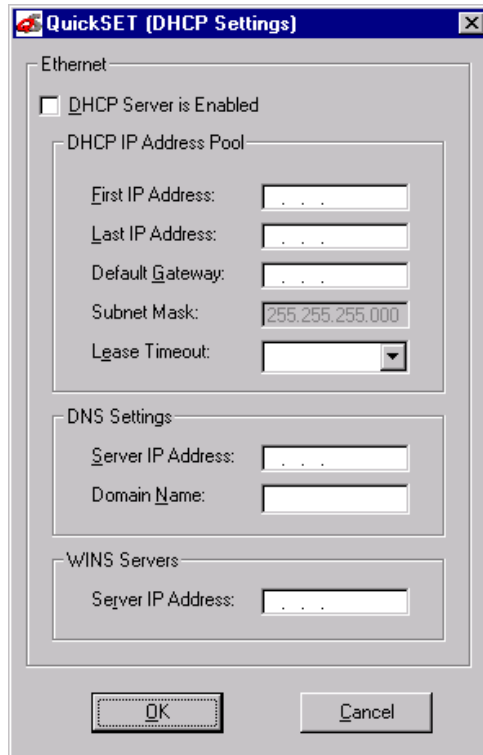 QuickSET (DHCP Settings)
Ethernet
DHCP Server is Enabled
DHCP IP Address Pool
First IP Address: . . .
Last IP Address: . . .
Default Gateway: . . .
Subnet Mask: 255.255.255.000
Lease Timeout:
DNS Settings
Server IP Address: . . .
Domain Name:
WINS Servers
Server IP Address: . . .
OK Cancel